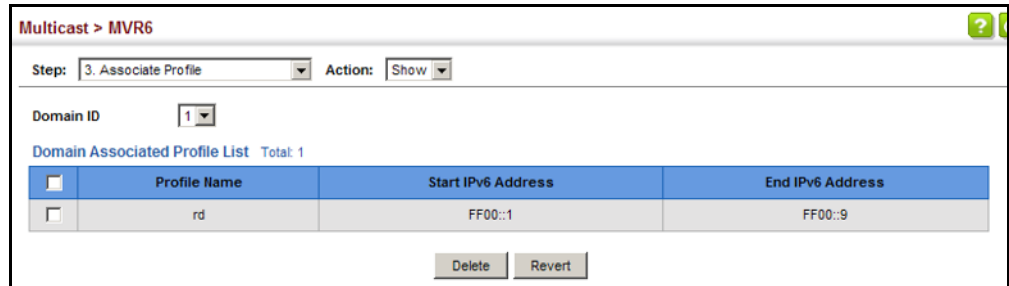 Multicast > MVR6
?
Step: 3. Associate Profile Action: Show
Domain ID 1
Domain Associated Profile List Total: 1
Profile Name Start IPv6 Address End IPv6 Address
rd FF00::1 FF00::9
Delete Revert